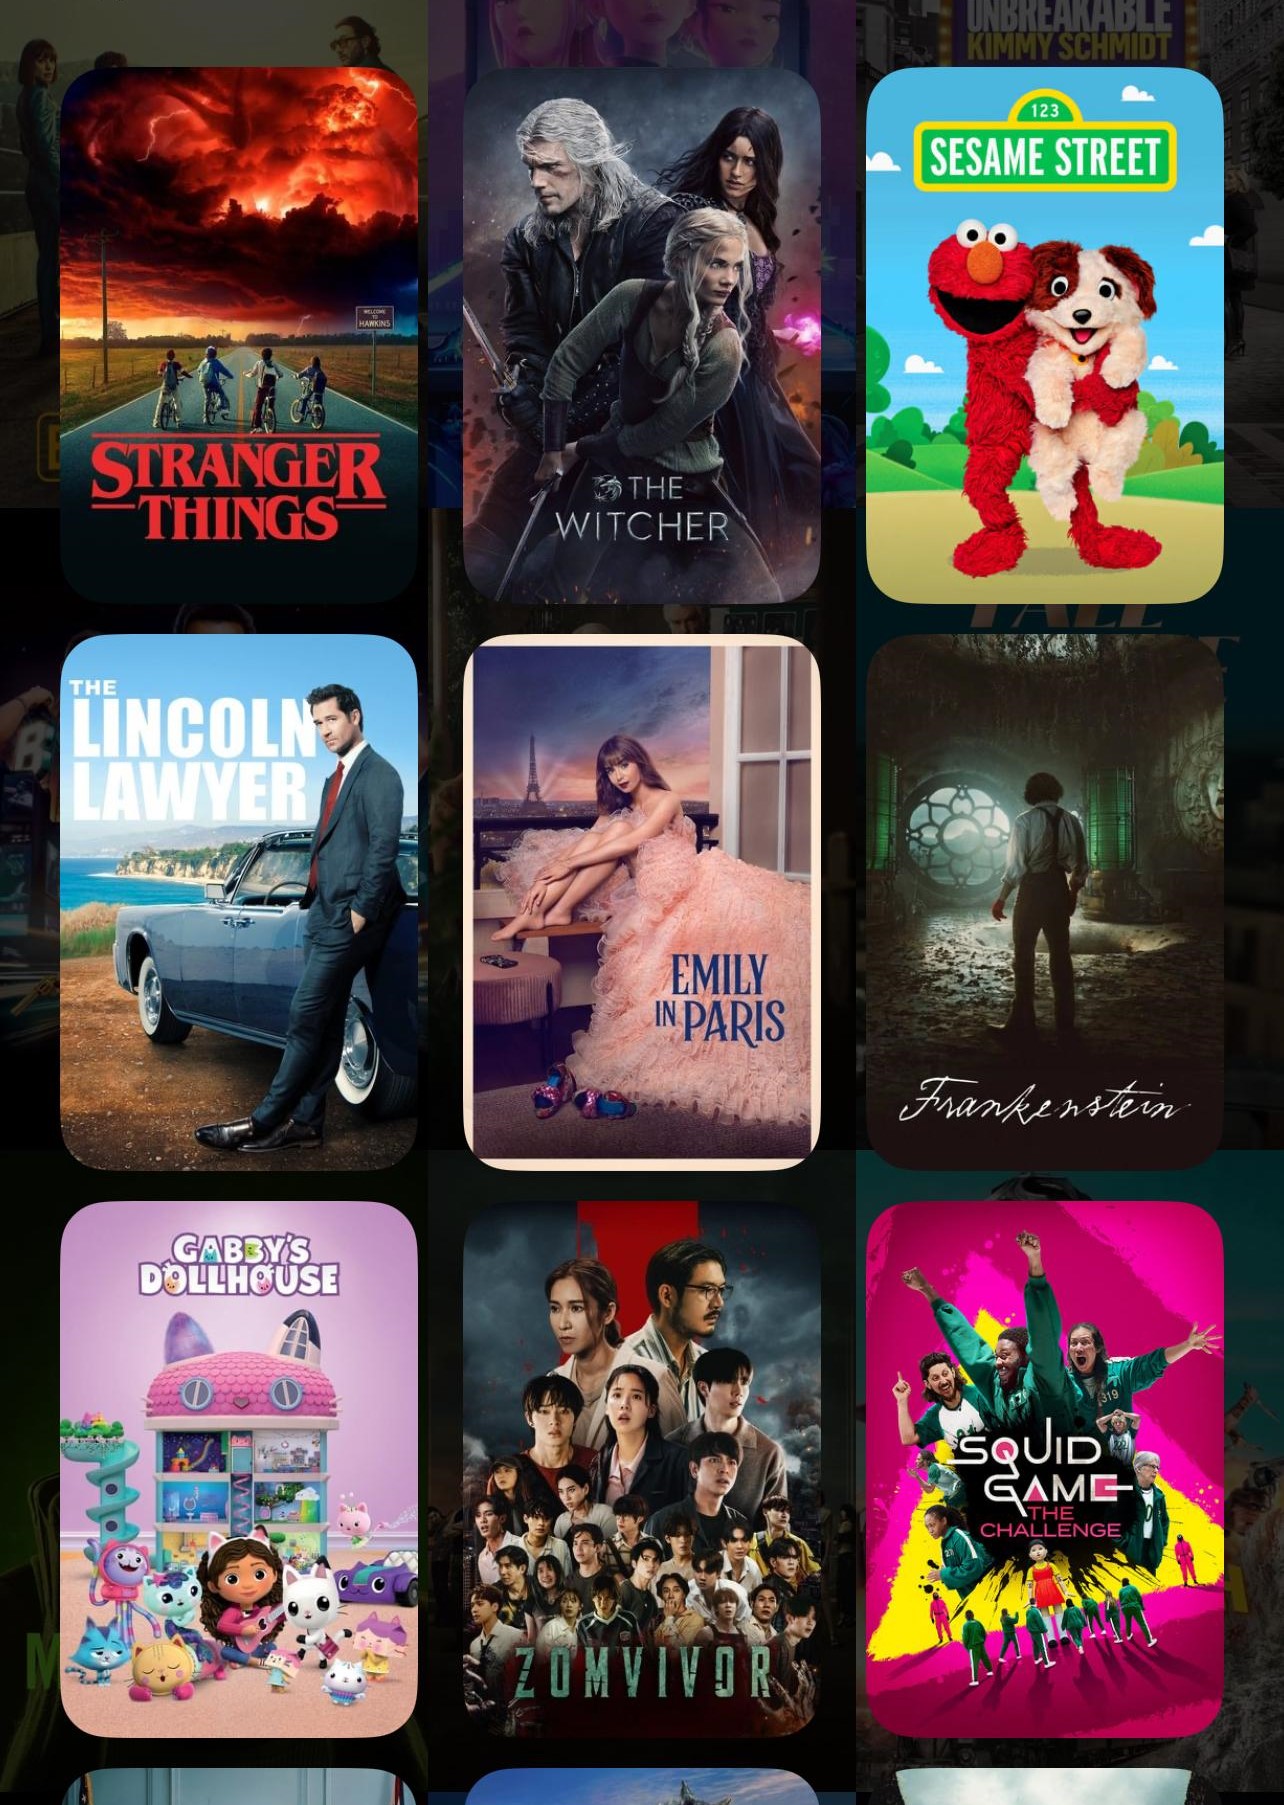 UNBREAKABLE
KIMMY SCHMIDT
WELCOME
TO
HAWKINS
STRANGER
THINGS
THE
WITCHER
123
SESAME STREET
THE
LINCOLN
LAWYER
EMILY
IN PARIS
Frankenstein
GABBY'S
DOLLHOUSE
ZOMVIVOR
319
SQUID
GAME
THE
CHALLENGE